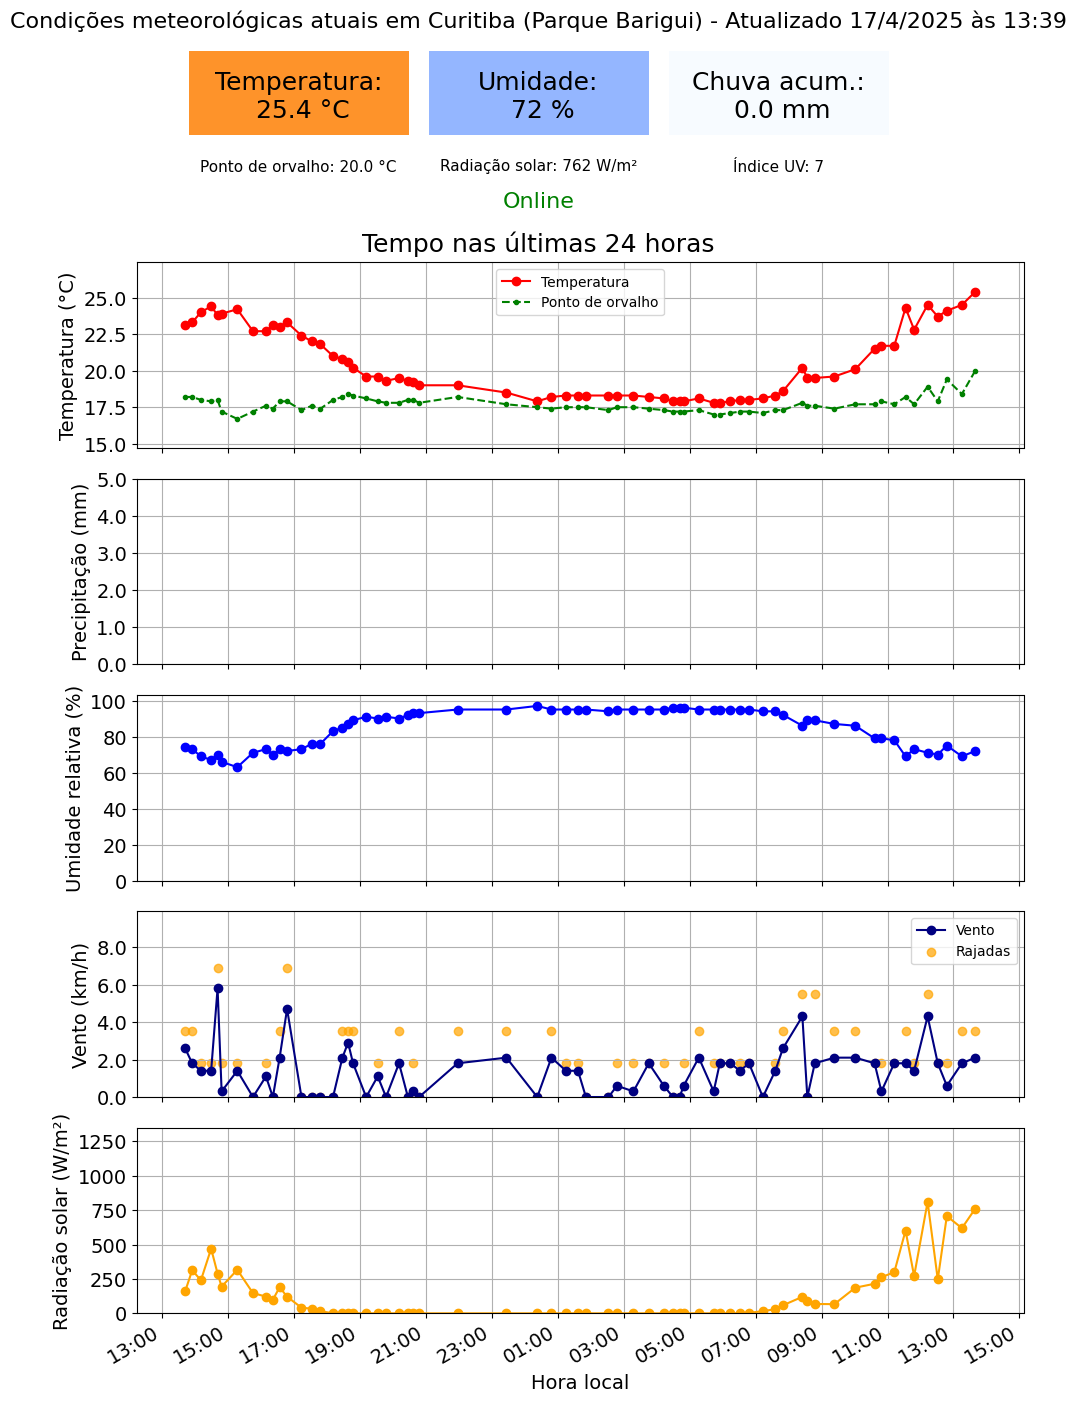 Condições meteorológicas atuais em Curitiba (Parque Barigui) - Atualizado 17/4/2025 às 13:39
Temperatura:
25.4 °C
Umidade:
72 %
Chuva acum.:
0.0 mm
Ponto de orvalho: 20.0 °C
Radiação solar: 762 W/m²
Índice UV: 7
Online
Tempo nas últimas 24 horas
Temperatura (°C)
25.0
22.5
20.0
17.5
15.0
Temperatura
Ponto de orvalho
Precipitação (mm)
5.0
4.0
3.0
2.0
1.0
0.0
Umidade relativa (%)
100
80
60
40
20
0
Vento (km/h)
8.0
6.0
4.0
2.0
0.0
Vento
Rajadas
Radiação solar (W/m²)
1250
1000
750
500
250
0
13:00
15:00
17:00
19:00
21:00
23:00
01:00
03:00
05:00
07:00
09:00
11:00
13:00
15:00
Hora local